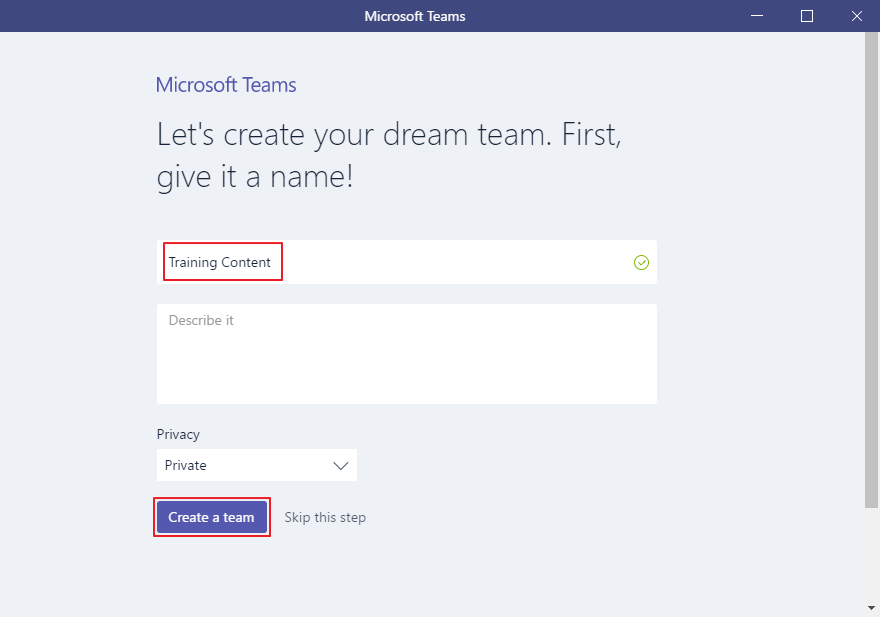 Microsoft Teams
Microsoft Teams
Let's create your dream team. First,
give it a name!
Training Content
Describe it
Privacy
Private
Create a team
Skip this step